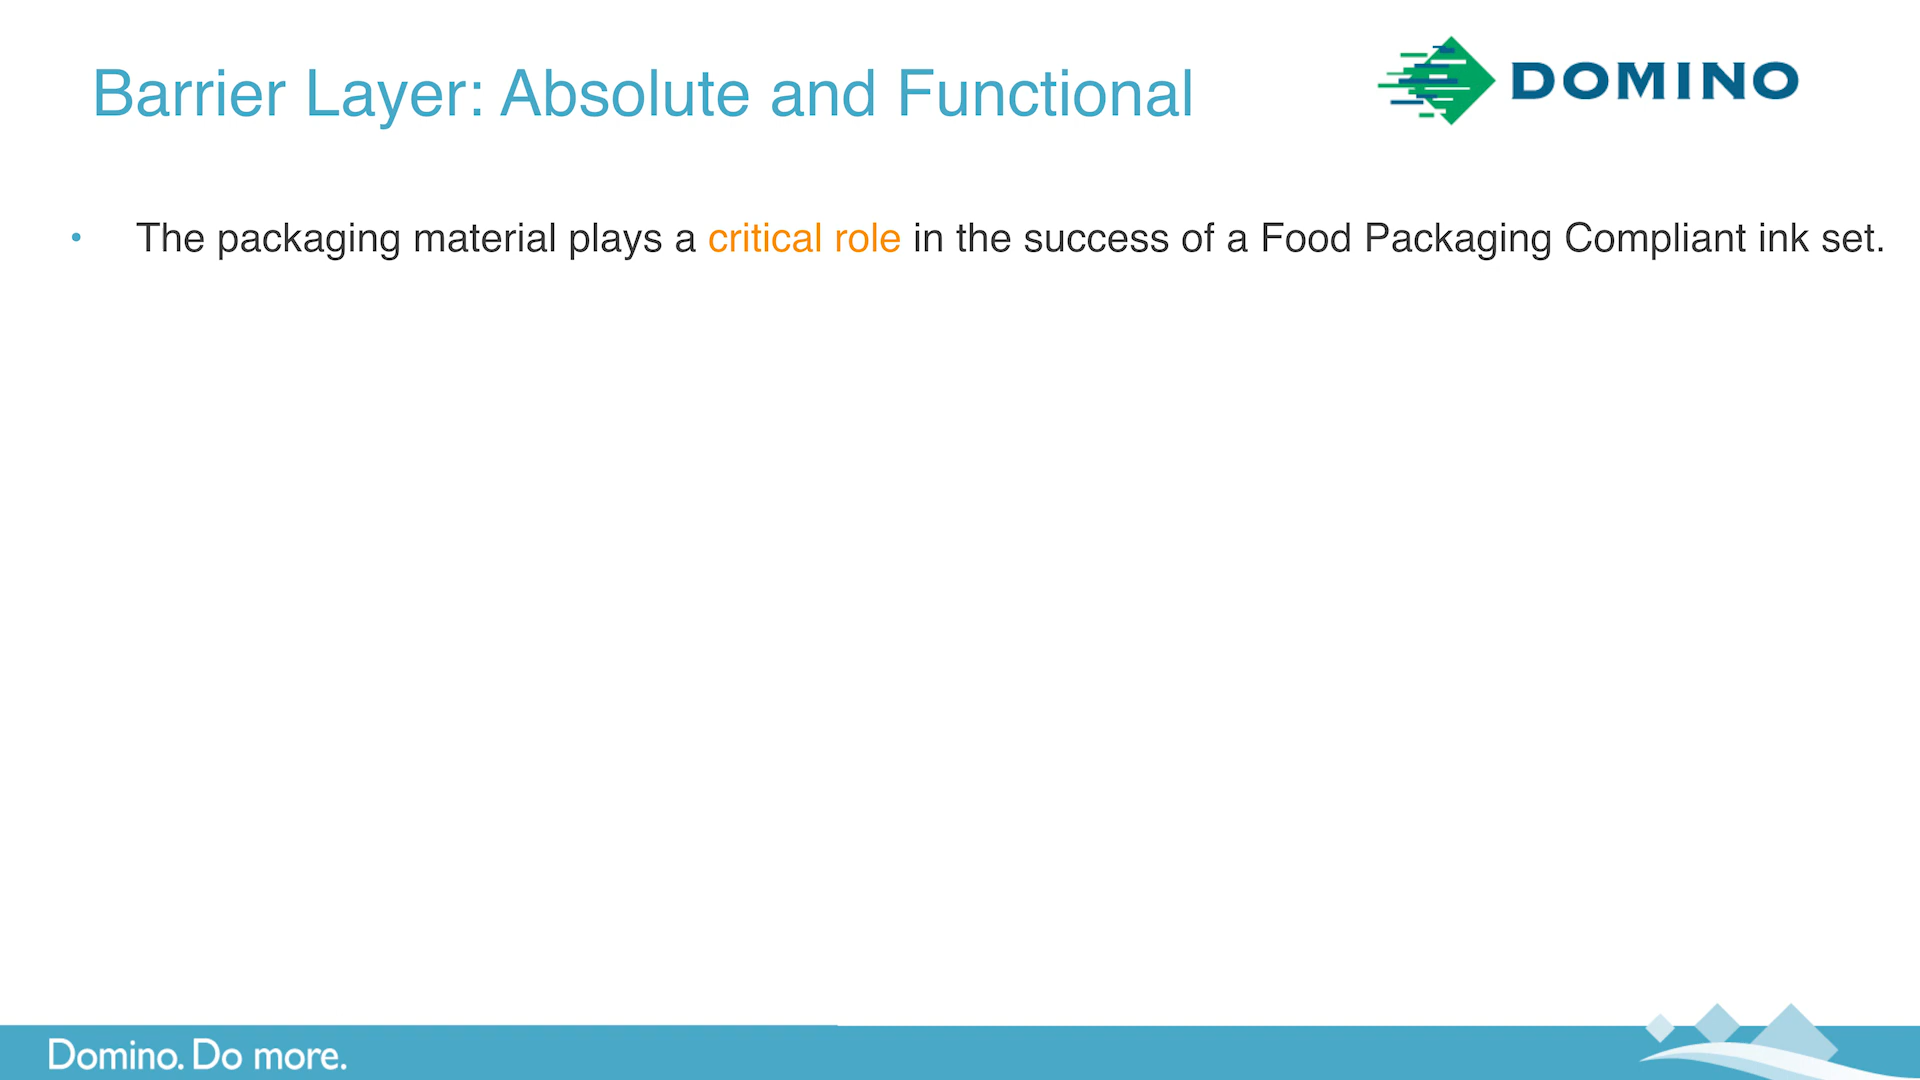 Barrier Layer: Absolute and Functional
DOMINO
• The packaging material plays a critical role in the success of a Food Packaging Compliant ink set.
Domino. Do more.